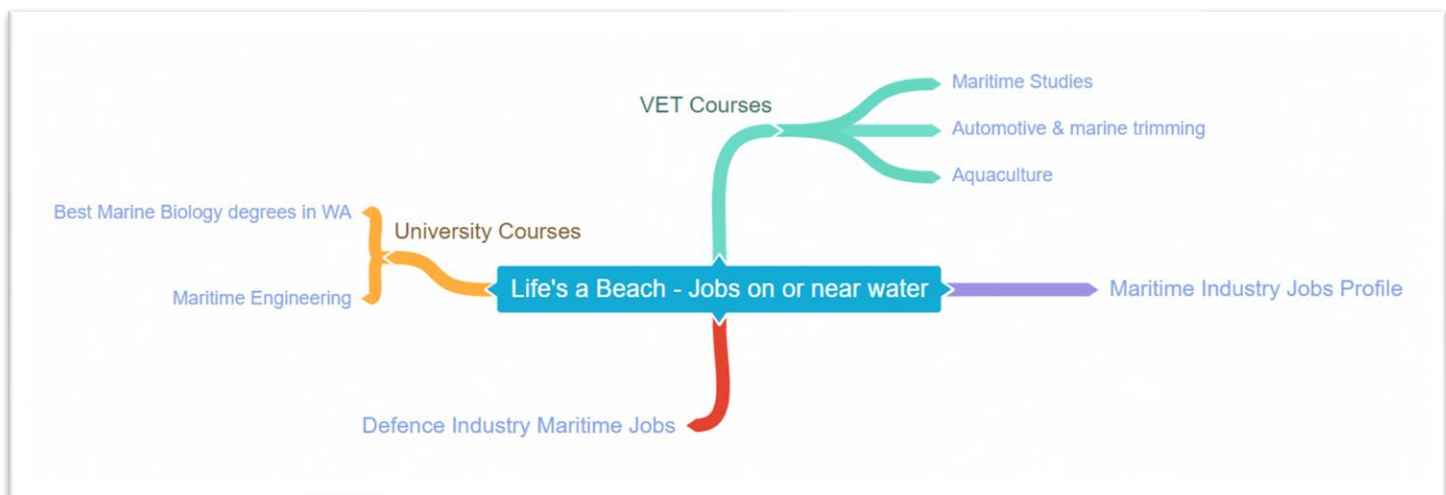 Maritime Studies
VET Courses
Automotive & marine trimming
Aquaculture
Best Marine Biology degrees in WA
University Courses
Life's a Beach - Jobs on or near water
Maritime Industry Jobs Profile
Maritime Engineering
Defence Industry Maritime Jobs